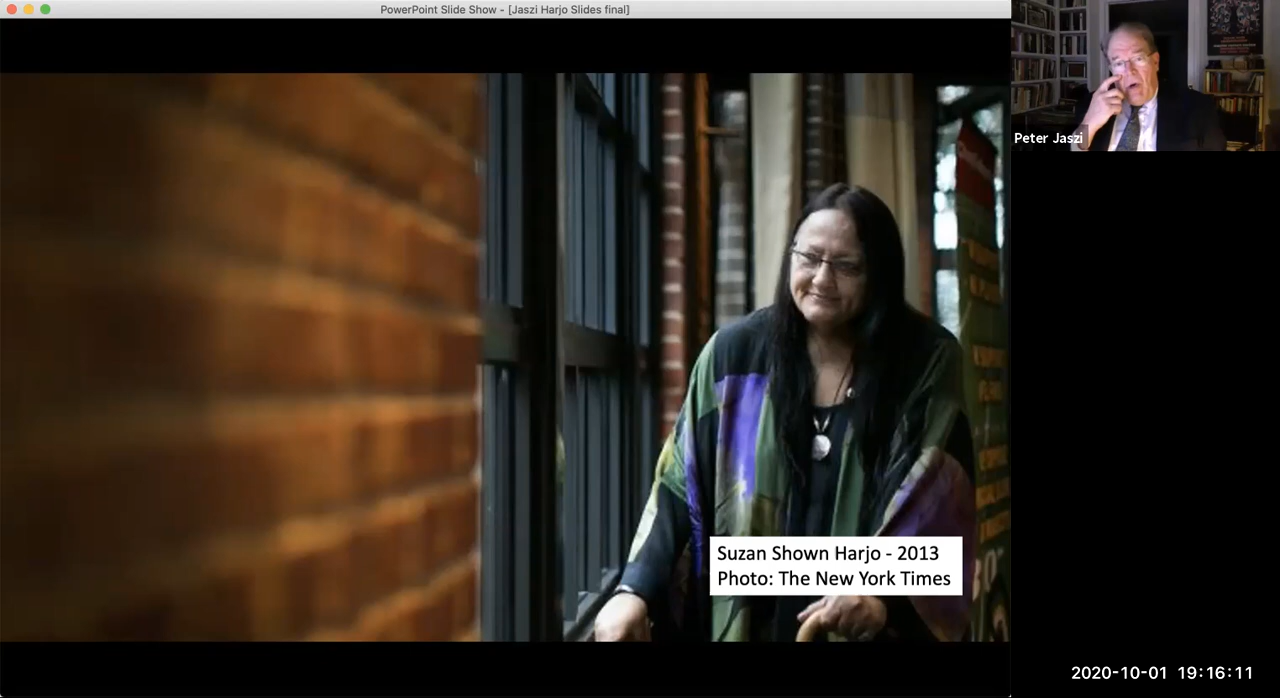 PowerPoint Slide Show - [Jaszi Harjo Slides final]
Peter Jaszi
Suzan Shown Harjo - 2013
Photo: The New York Times
2020-10-01 19:16:11